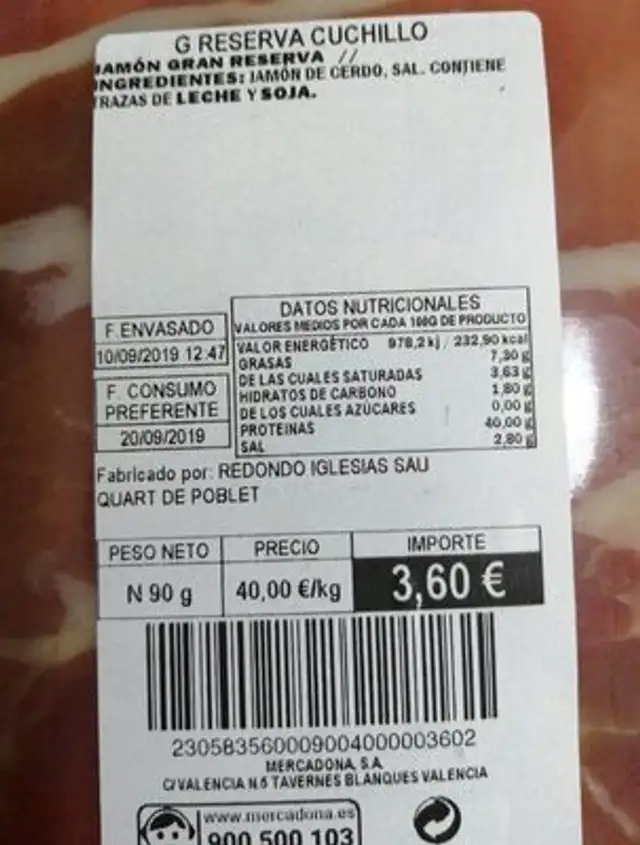 G RESERVA CUCHILLO
JAMÓN GRAN RESERVA //
INGREDIENTES: JAMÓN DE CERDO, SAL. CONTIENE
TRAZAS DE LECHE Y SOJA.
F.ENVASADO
10/09/2019 12:47
F. CONSUMO
PREFERENTE
20/09/2019
DATOS NUTRICIONALES
VALORES MEDIOS POR CADA 100G DE PRODUCTO
VALOR ENERGÉTICO 978,2 kj / 232,90 kcal
GRASAS 7,30 g
DE LAS CUALES SATURADAS 3,63 g
HIDRATOS DE CARBONO 1,80 g
DE LOS CUALES AZÚCARES 0,00 g
PROTEINAS 40,00 g
SAL 2,80 g
Fabricado por: REDONDO IGLESIAS SAU
QUART DE POBLET
PESO NETO PRECIO IMPORTE
N 90 g 40,00 €/kg 3,60 €
230583560009004000003602
MERCADONA, S.A.
C/ VALENCIA N.5 TAVERNES BLANQUES VALENCIA
www.mercadona.es
900 500 103